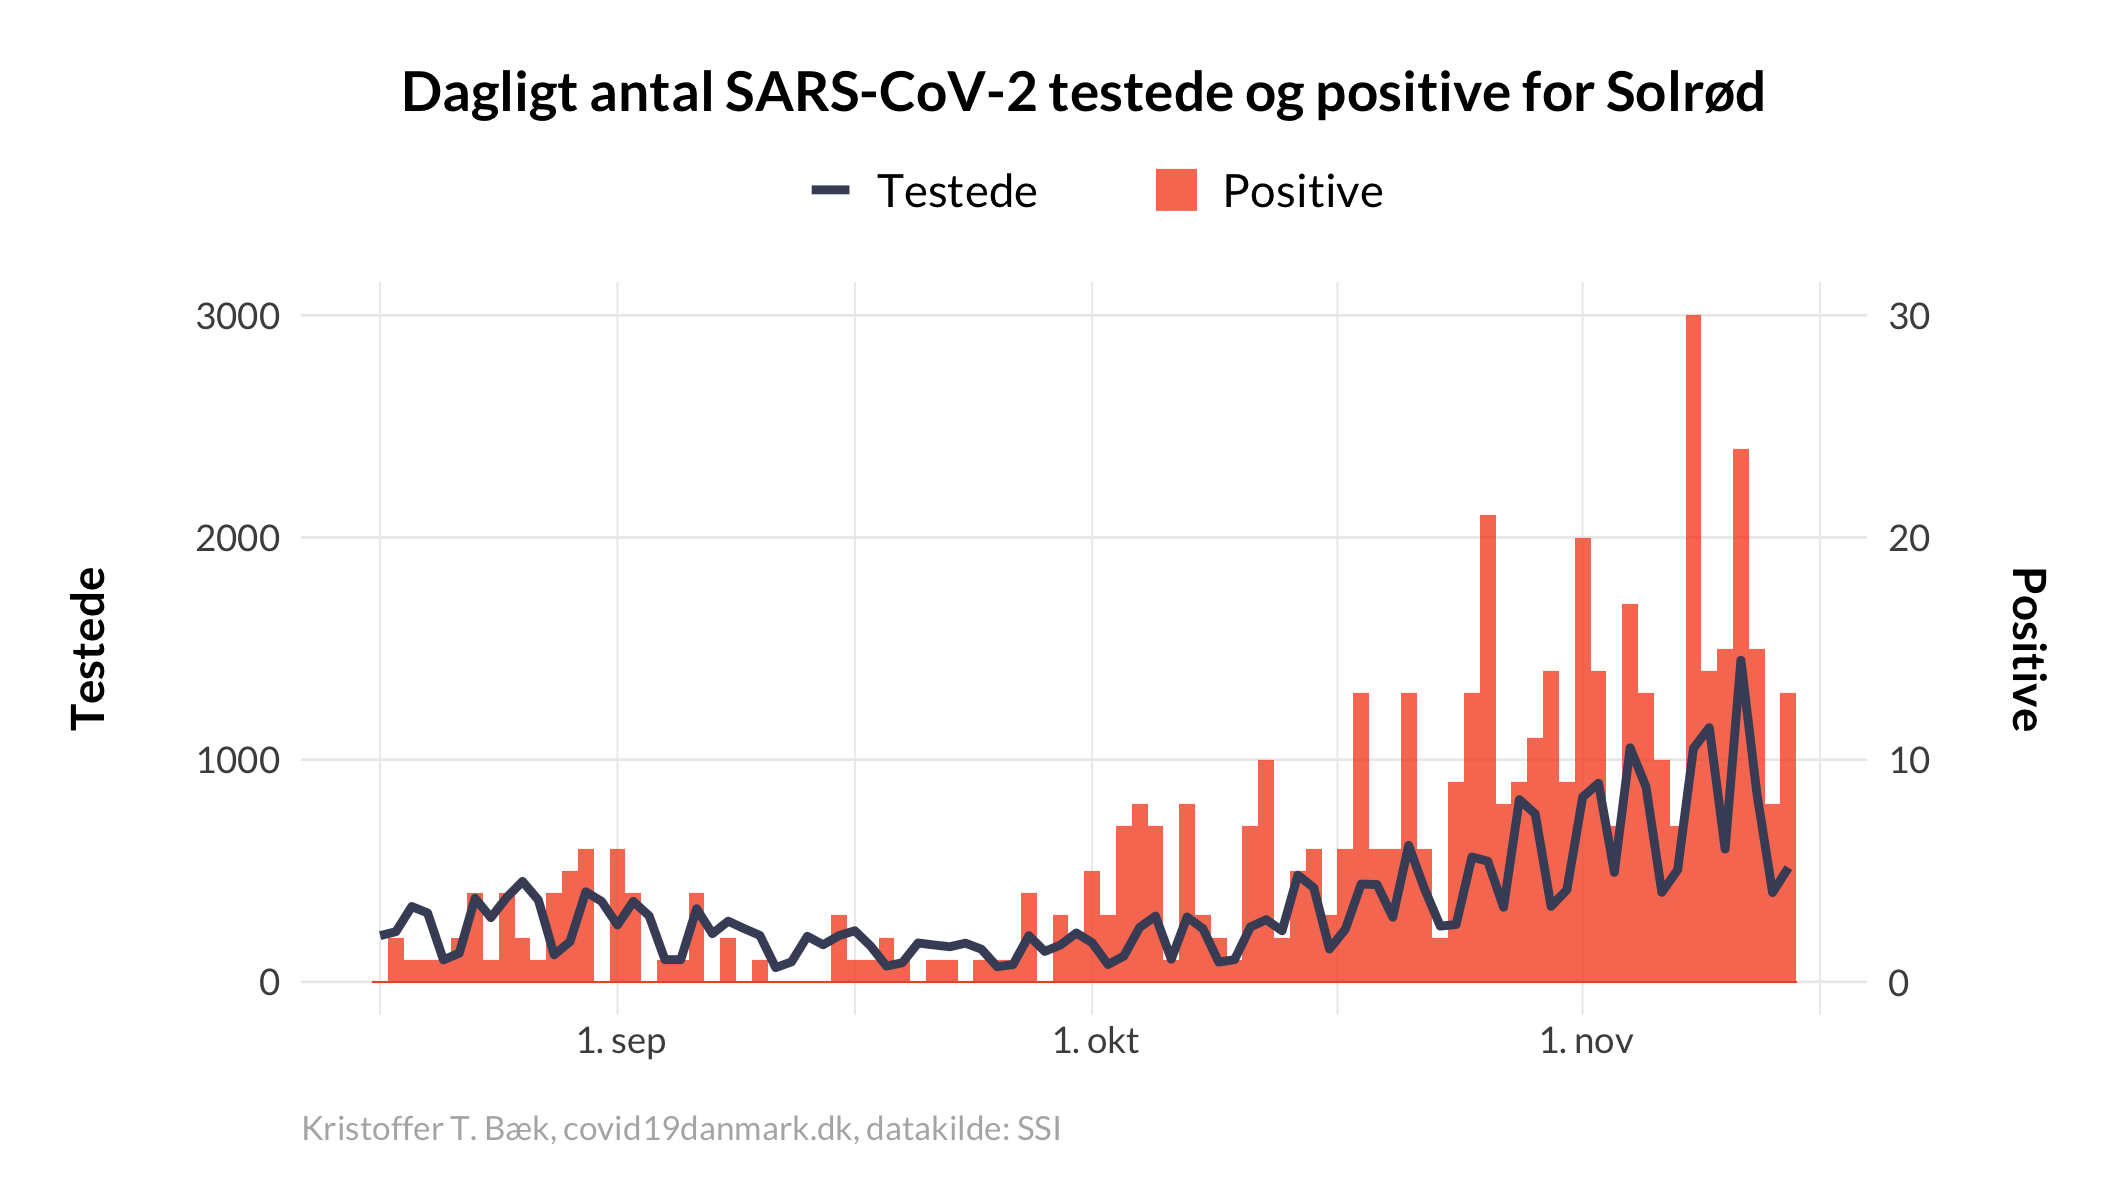 Dagligt antal SARS-CoV-2 testede og positive for Solrød
Testede
Positive
3000
2000
1000
0
30
20
10
0
Testede
Positive
1. sep
1. okt
1. nov
Kristoffer T. Bæk, covid19danmark.dk, datakilde: SSI